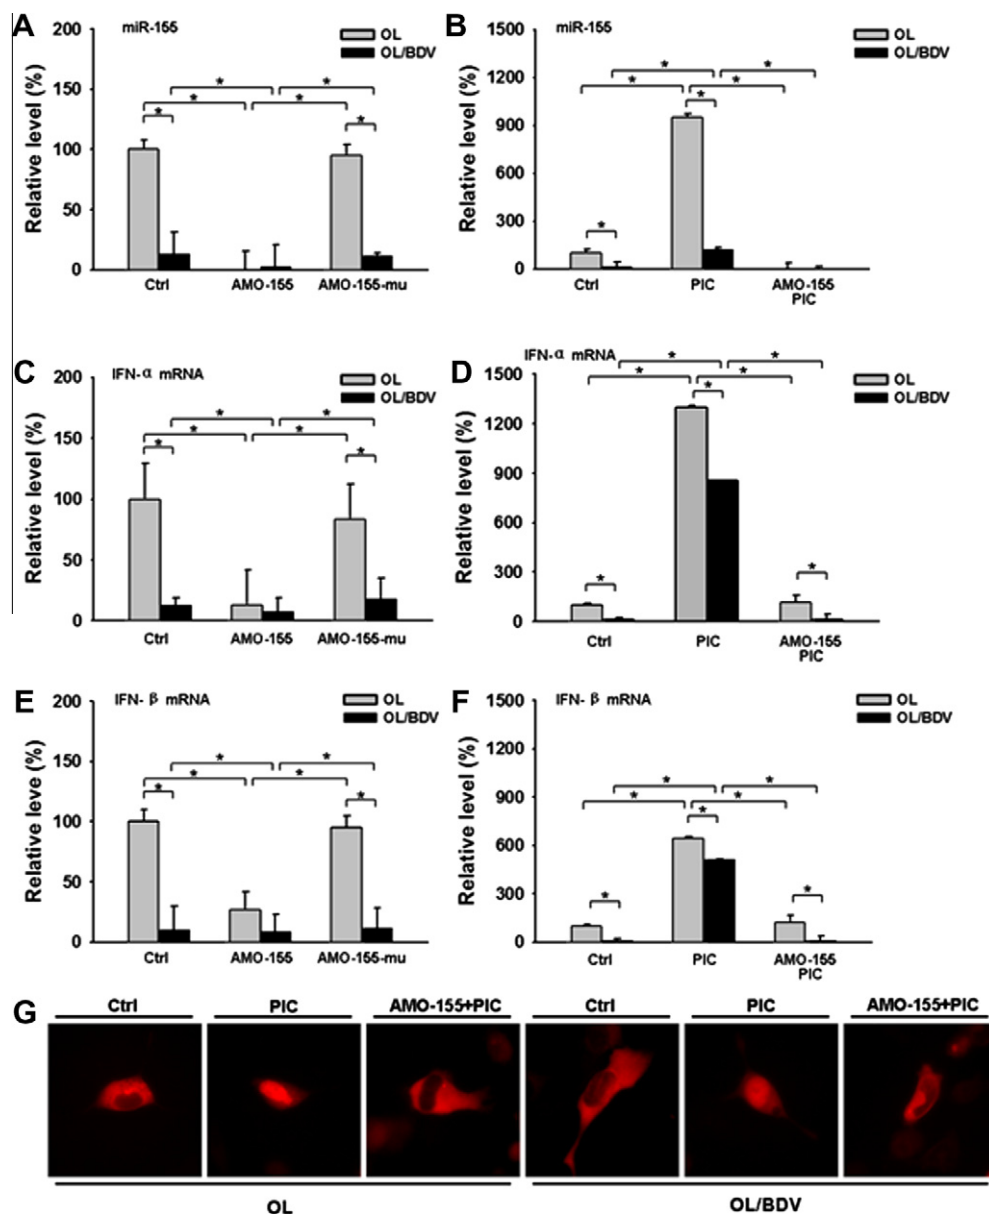 A
miR-155
OL
OL/BDV
Relative level (%)
200
150
100
50
0
* * * * * *
Ctrl AMO-155 AMO-155-mu
B
miR-155
OL
OL/BDV
Relative level (%)
1500
1200
900
600
300
0
* * * * * *
Ctrl PIC AMO-155
PIC
C
IFN-α mRNA
OL
OL/BDV
Relative level (%)
200
150
100
50
0
* * * * * *
Ctrl AMO-155 AMO-155-mu
D
IFN-α mRNA
OL
OL/BDV
Relative level (%)
1500
1200
900
600
300
0
* * * * * * *
Ctrl PIC AMO-155
PIC
E
IFN- β mRNA
OL
OL/BDV
Relative leve (%)
200
150
100
50
0
* * * * * *
Ctrl AMO-155 AMO-155-mu
F
IFN- β mRNA
OL
OL/BDV
Relative level (%)
1500
1200
900
600
300
0
* * * * * * *
Ctrl PIC AMO-155
PIC
G
Ctrl PIC AMO-155+PIC Ctrl PIC AMO-155+PIC
OL OL/BDV